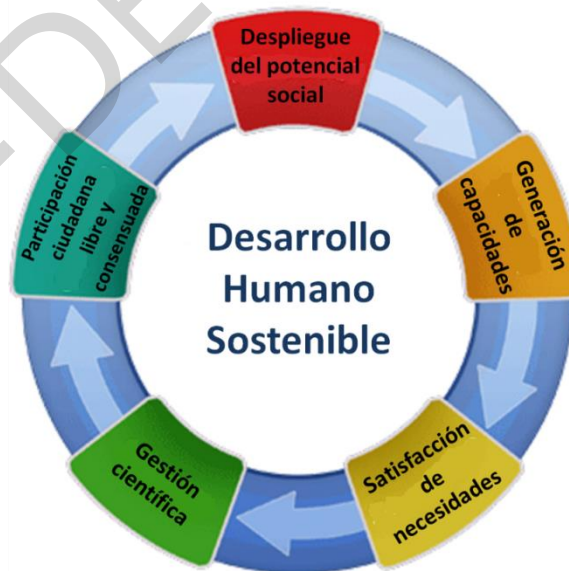 Despliegue
del potencial
social
Generación
de
capacidades
Satisfacción
de
necesidades
Gestión
científica
Participación
ciudadana
libre y
consensuada
Desarrollo
Humano
Sostenible